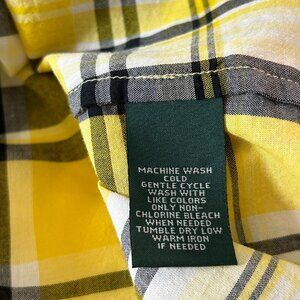 MACHINE WASH
COLD
GENTLE CYCLE
WASH WITH
LIKE COLORS
ONLY NON-
CHLORINE BLEACH
WHEN NEEDED
TUMBLE DRY LOW
WARM IRON
IF NEEDED